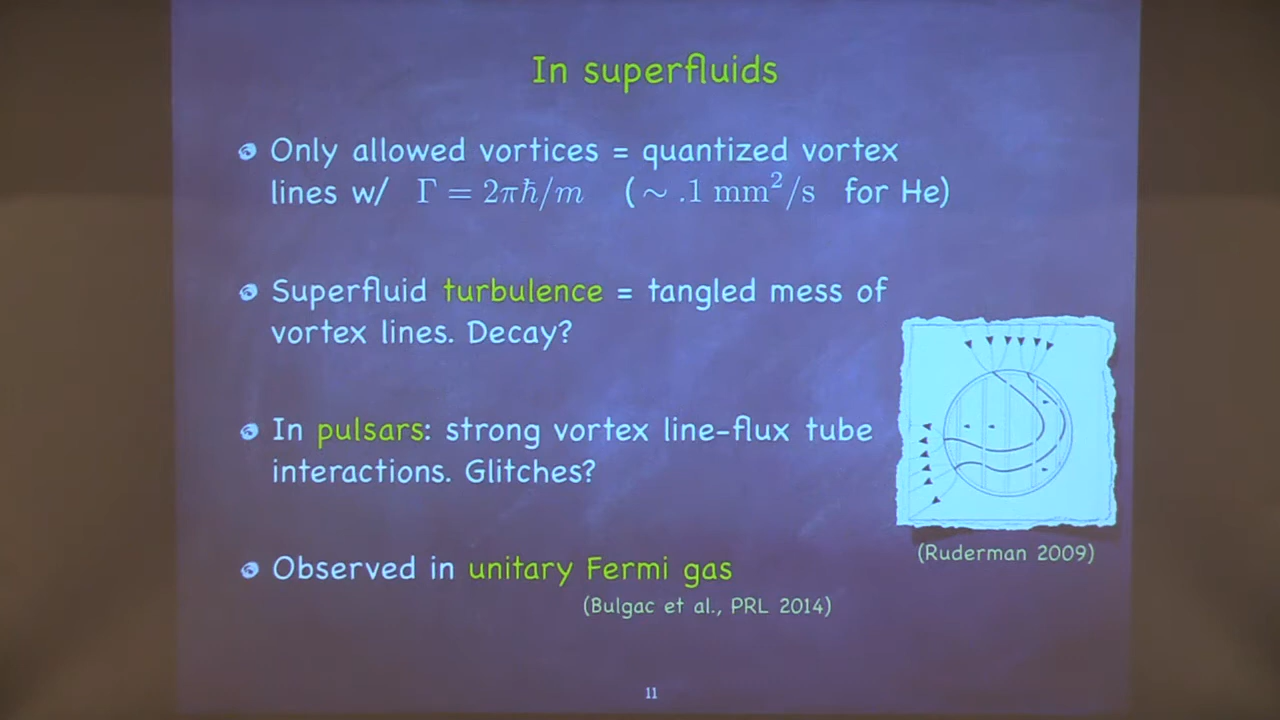 In superfluids
Only allowed vortices = quantized vortex
lines w/ Γ = 2πħ/m (∼ .1 mm²/s for He)
Superfluid turbulence = tangled mess of
vortex lines. Decay?
In pulsars: strong vortex line-flux tube
interactions. Glitches?
(Ruderman 2009)
Observed in unitary Fermi gas
(Bulgac et al., PRL 2014)
11